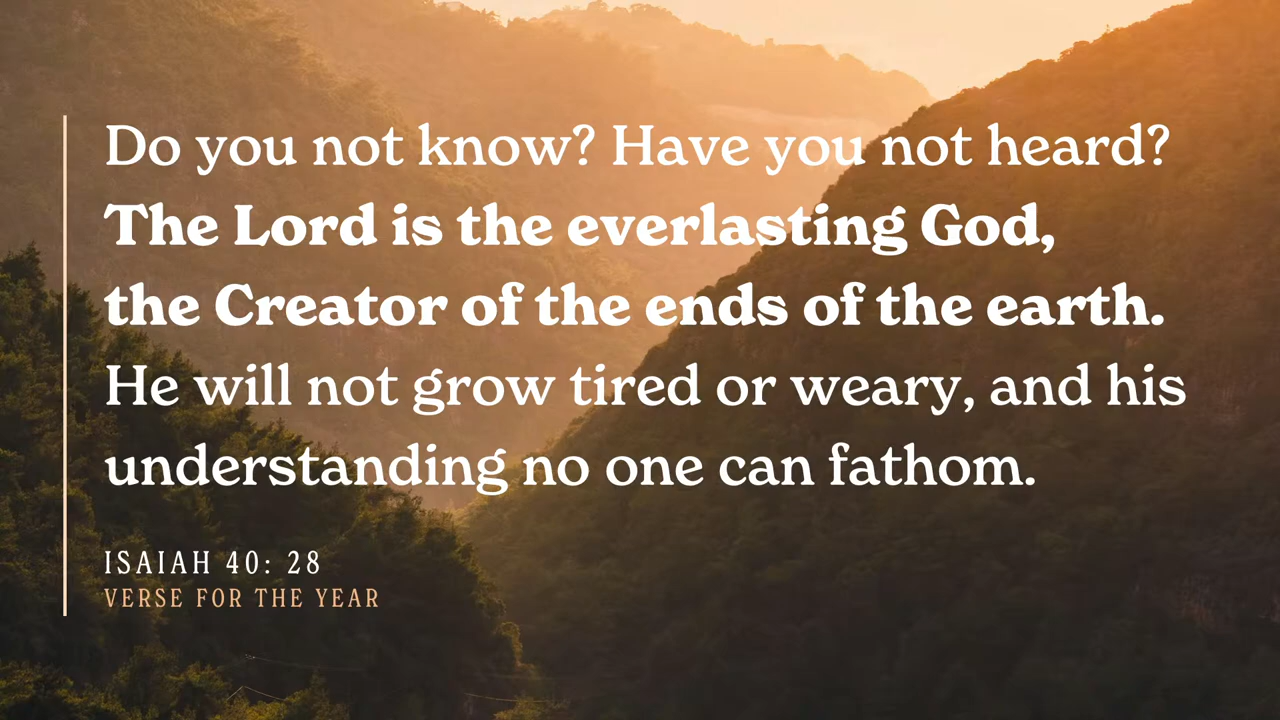 Do you not know? Have you not heard?
The Lord is the everlasting God,
the Creator of the ends of the earth.
He will not grow tired or weary, and his
understanding no one can fathom.
ISAIAH 40: 28
VERSE FOR THE YEAR